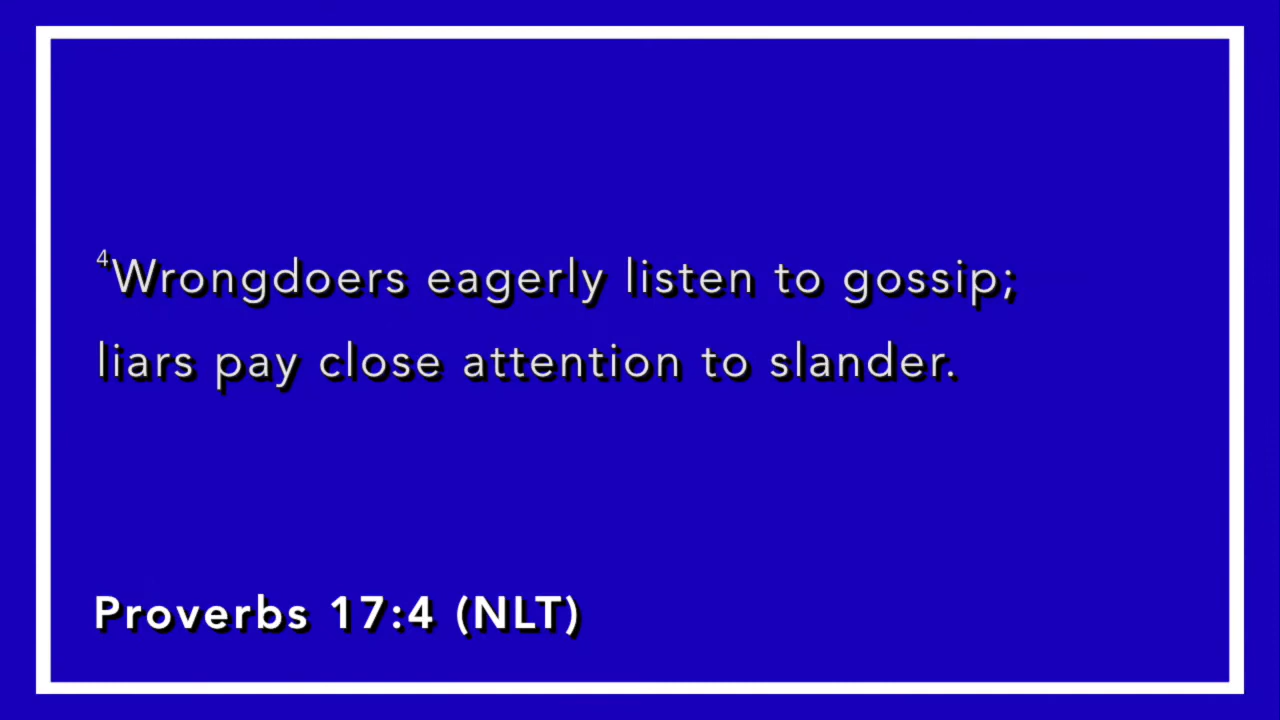 4Wrongdoers eagerly listen to gossip;
liars pay close attention to slander.
Proverbs 17:4 (NLT)